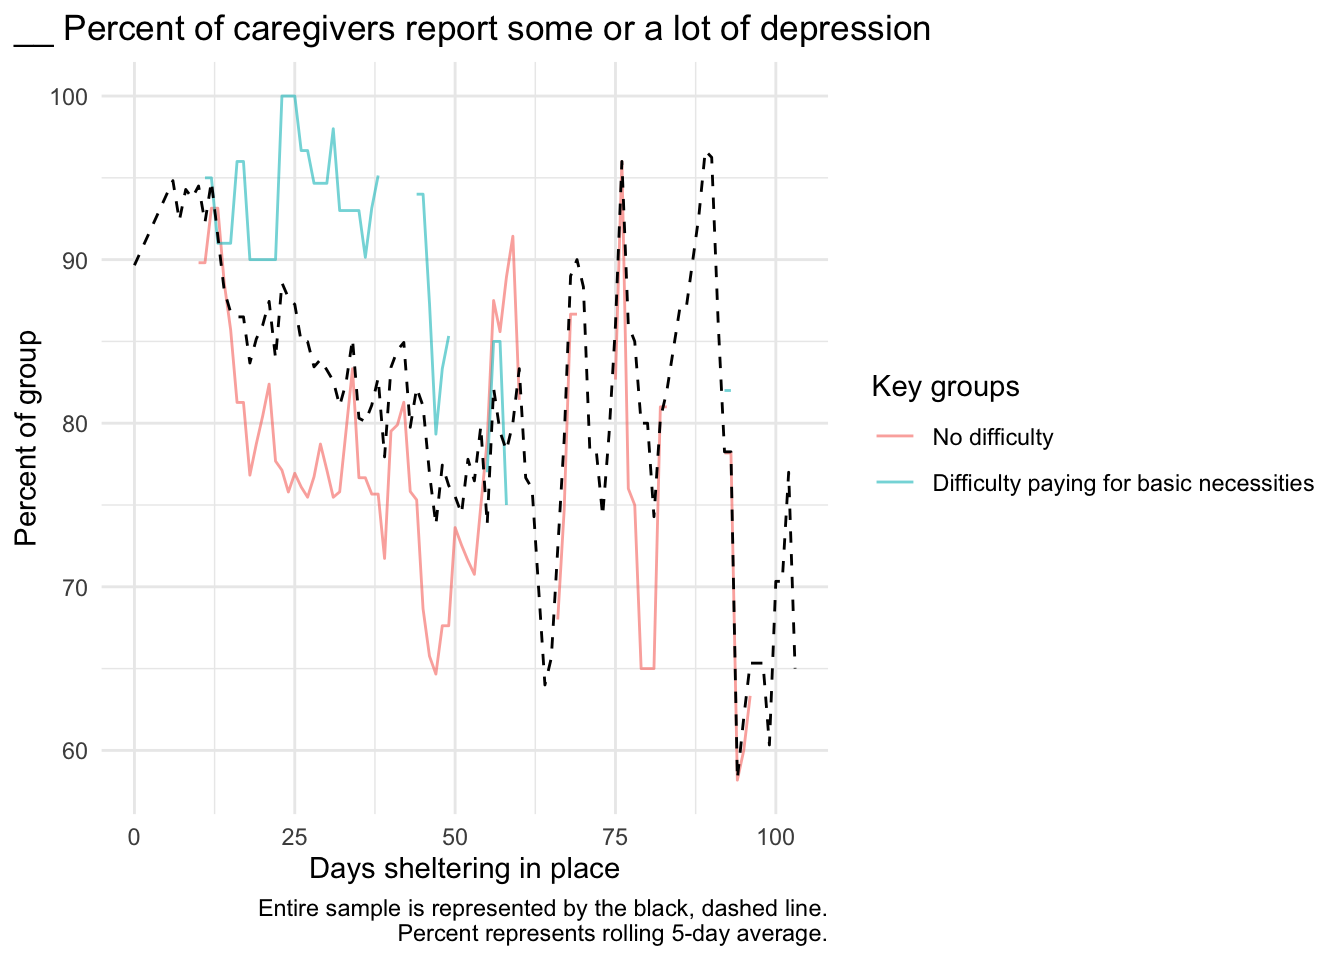 __ Percent of caregivers report some or a lot of depression
Percent of group
100
90
80
70
60
0 25 50 75 100
Days sheltering in place
Key groups
No difficulty
Difficulty paying for basic necessities
Entire sample is represented by the black, dashed line.
Percent represents rolling 5-day average.